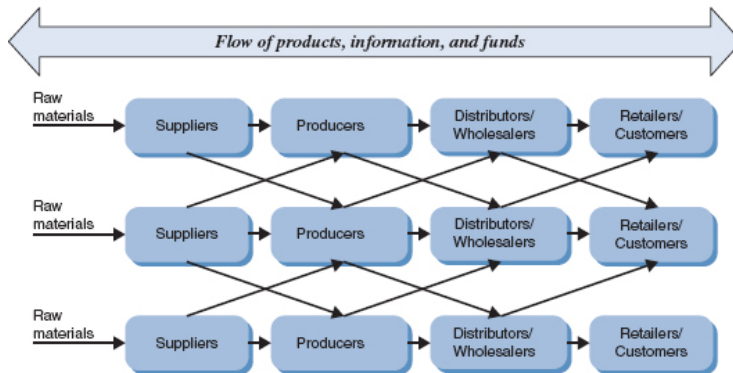 Flow of products, information, and funds
Raw
materials
Suppliers
Producers
Distributors/
Wholesalers
Retailers/
Customers
Raw
materials
Suppliers
Producers
Distributors/
Wholesalers
Retailers/
Customers
Raw
materials
Suppliers
Producers
Distributors/
Wholesalers
Retailers/
Customers